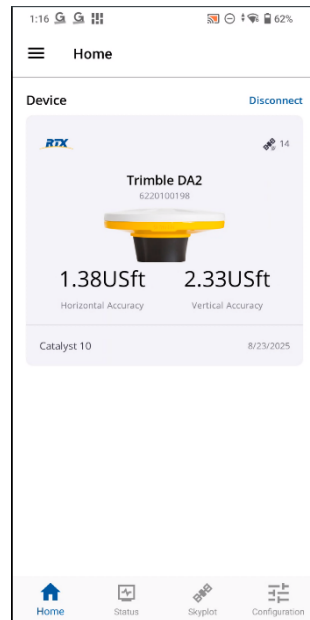 1:16 G G 62%
Home
Device Disconnect
RTX 14
Trimble DA2
6220100198
1.38USft 2.33USft
Horizontal Accuracy Vertical Accuracy
Catalyst 10 8/23/2025
Home Status Skyplot Configuration